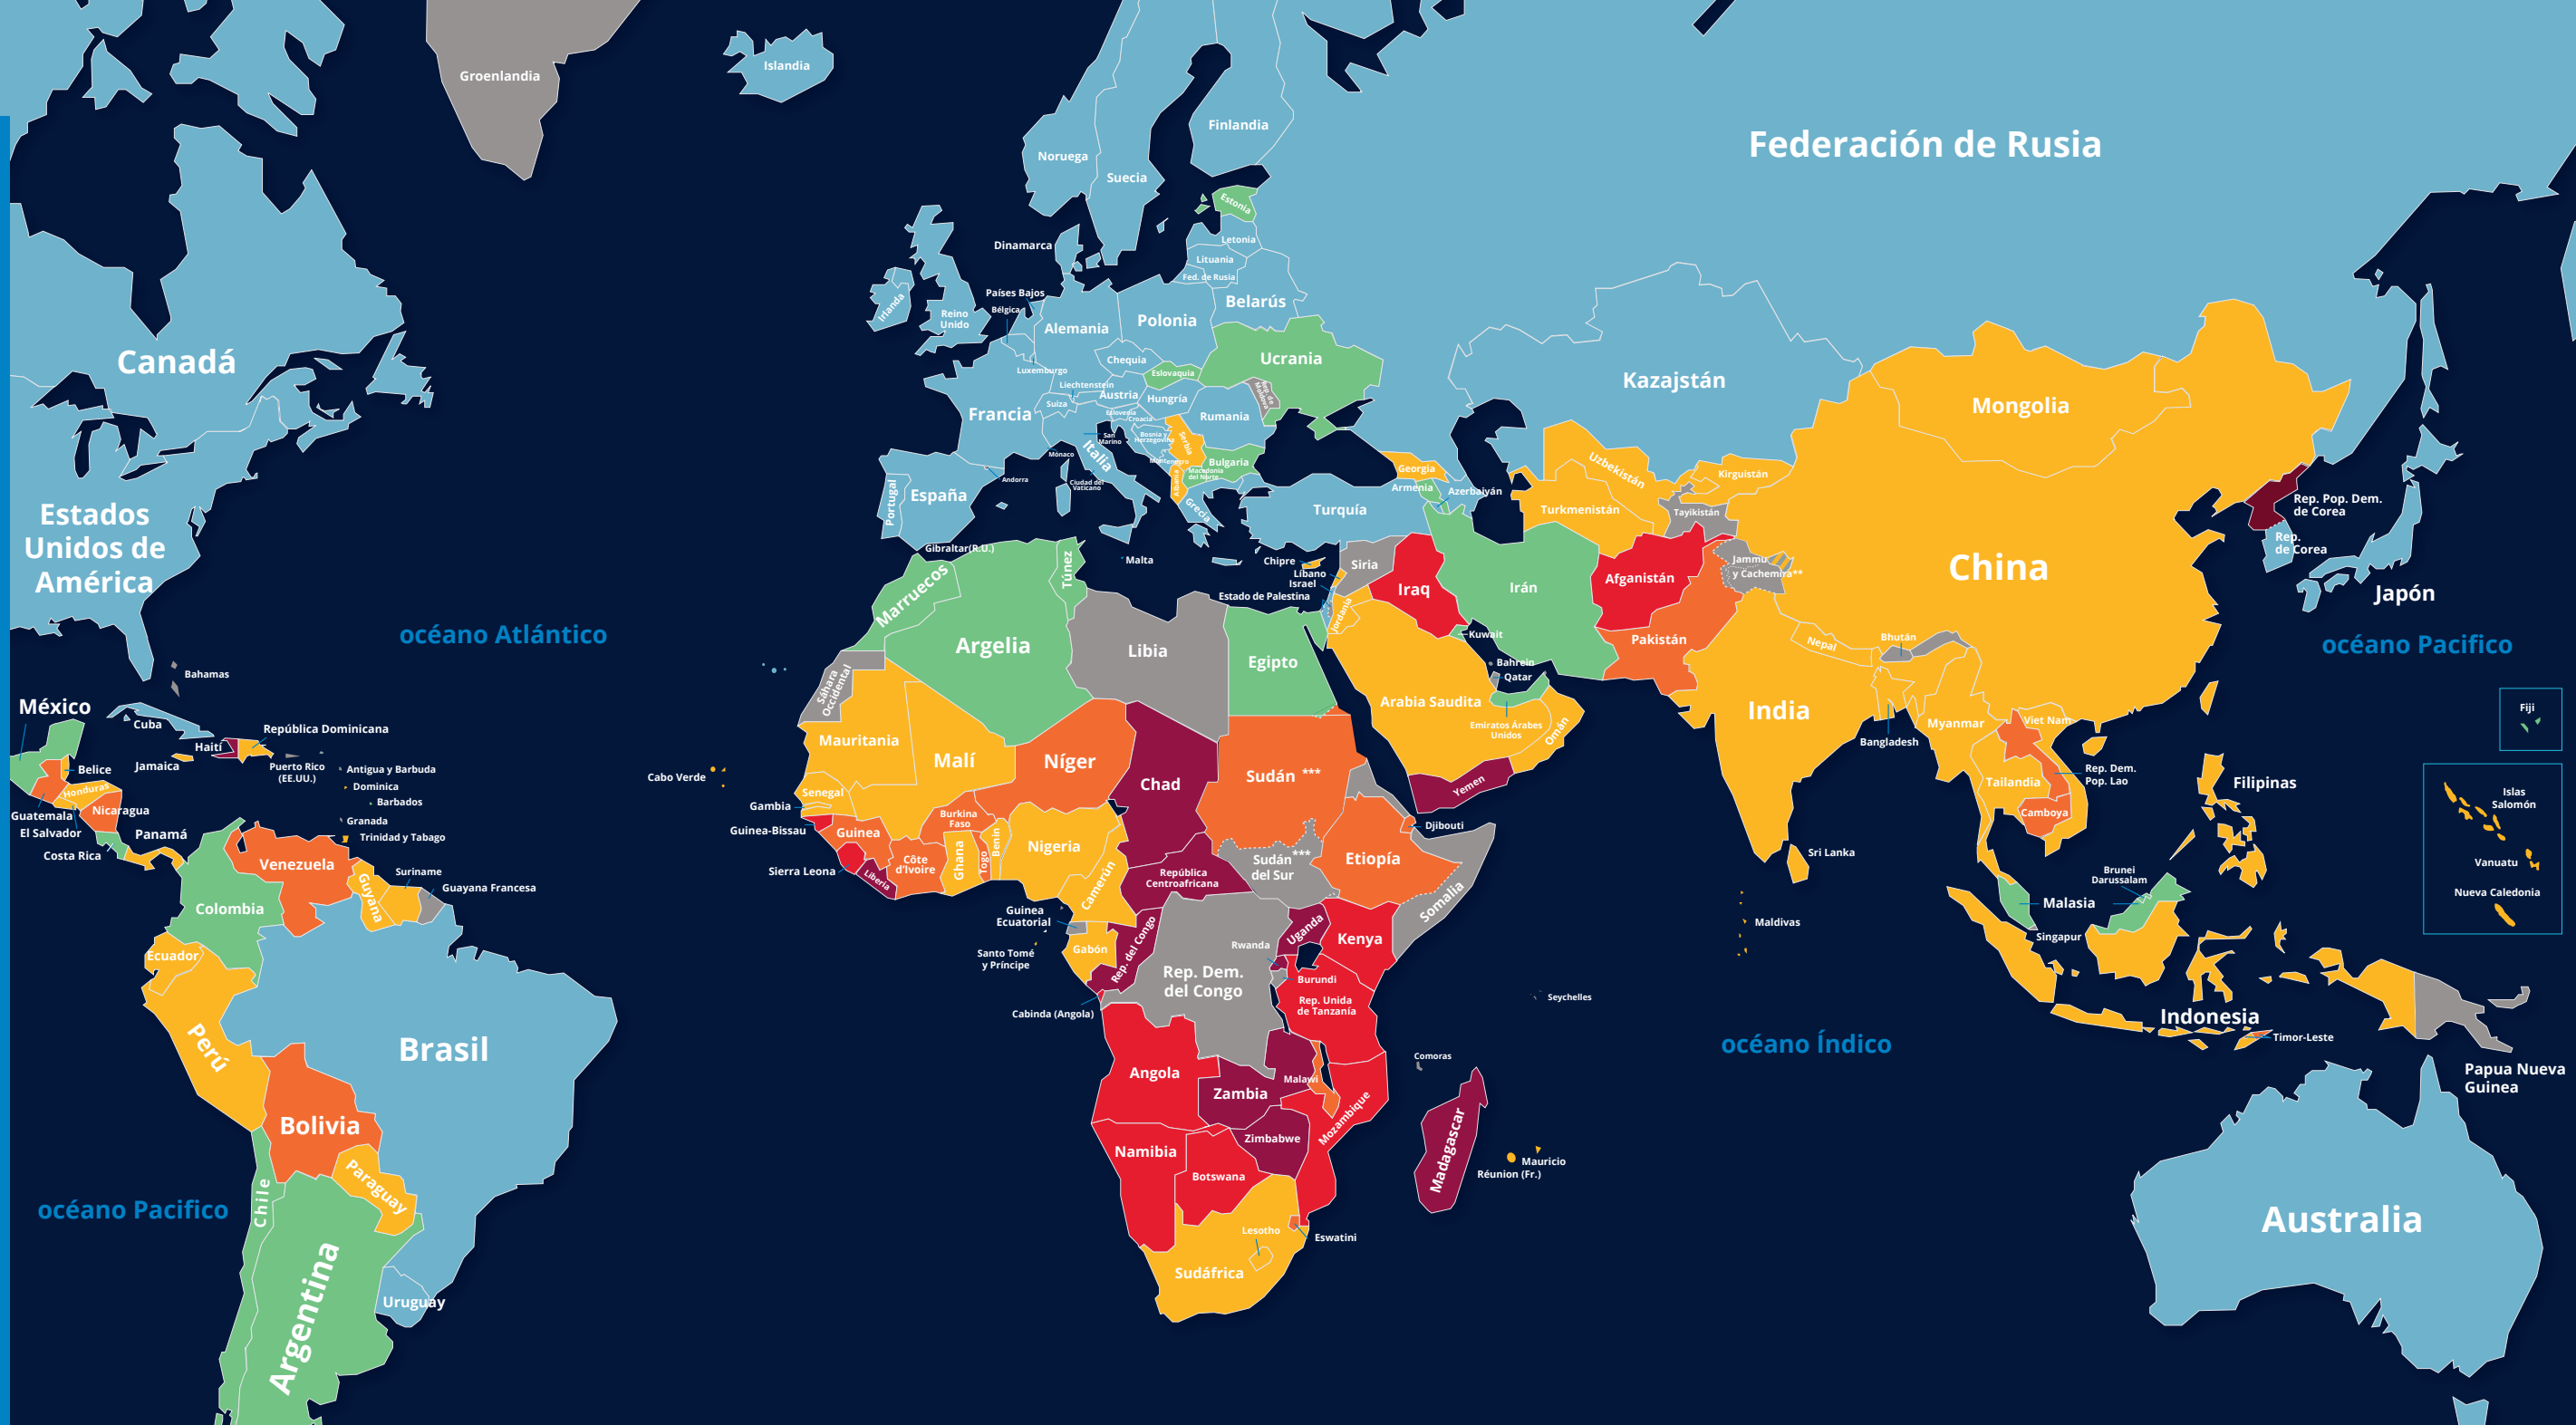 Groenlandia
Islandia
Federación de Rusia
Finlandia
Noruega
Suecia
Estonia
Letonia
Lituania
Fed. de Rusia
Dinamarca
Irlanda
Reino
Unido
Países Bajos
Bélgica
Alemania
Polonia
Belarús
Ucrania
Chequia
Eslovaquia
Luxemburgo
Liechtenstein
Austria
Hungría
Suiza
Francia
Eslovenia
Croacia
Rumania
Rep. de
Moldova
Bosnia y
Herzegovina
Serbia
San
Marino
Italia
Mónaco
Montenegro
Bulgaria
Macedonia
del Norte
Albania
Grecia
Andorra
Ciudad del
Vaticano
España
Portugal
Gibraltar(R.U.)
Malta
Canadá
Estados
Unidos de
América
océano Atlántico
Kazajstán
Mongolia
Georgia
Armenia
Azerbaiyán
Turquía
Uzbekistán
Kirguistán
Turkmenistán
Tayikistán
China
Rep. Pop. Dem.
de Corea
Rep.
de Corea
Japón
océano Pacifico
Chipre
Líbano
Israel
Estado de Palestina
Siria
Iraq
Jordania
Irán
Afganistán
Jammu
y Cachemira**
Pakistán
Kuwait
Bahrein
Qatar
Arabia Saudita
Emiratos Árabes
Unidos
Omán
Yemen
Nepal
Bhután
India
Bangladesh
Myanmar
Viet Nam
Rep. Dem.
Pop. Lao
Tailandia
Camboya
Filipinas
Sri Lanka
Maldivas
Brunei
Darussalam
Malasia
Singapur
Indonesia
Timor-Leste
Papua Nueva
Guinea
Fiji
Islas
Salomón
Vanuatu
Nueva Caledonia
Australia
océano Índico
Marruecos
Túnez
Argelia
Libia
Egipto
Sáhara
Occidental
Mauritania
Malí
Níger
Chad
Sudán ***
Cabo Verde
Senegal
Gambia
Guinea-Bissau
Guinea
Sierra Leona
Liberia
Côte
d'Ivoire
Burkina
Faso
Ghana
Togo
Benin
Nigeria
Camerún
República
Centroafricana
Sudán ***
del Sur
Etiopía
Djibouti
Somalia
Guinea
Ecuatorial
Santo Tomé
y Príncipe
Gabón
Rep. del Congo
Rep. Dem.
del Congo
Uganda
Kenya
Rwanda
Burundi
Rep. Unida
de Tanzanía
Cabinda (Angola)
Angola
Zambia
Malawi
Mozambique
Zimbabwe
Namibia
Botswana
Sudáfrica
Lesotho
Eswatini
Madagascar
Comoras
Seychelles
Mauricio
Réunion (Fr.)
México
Bahamas
Cuba
Haití
República Dominicana
Jamaica
Puerto Rico
(EE.UU.)
Belice
Honduras
Guatemala
El Salvador
Nicaragua
Costa Rica
Panamá
Antigua y Barbuda
Dominica
Barbados
Granada
Trinidad y Tabago
Venezuela
Guyana
Suriname
Guayana Francesa
Colombia
Ecuador
Perú
Brasil
Bolivia
Paraguay
Chile
Argentina
Uruguay
océano Pacifico